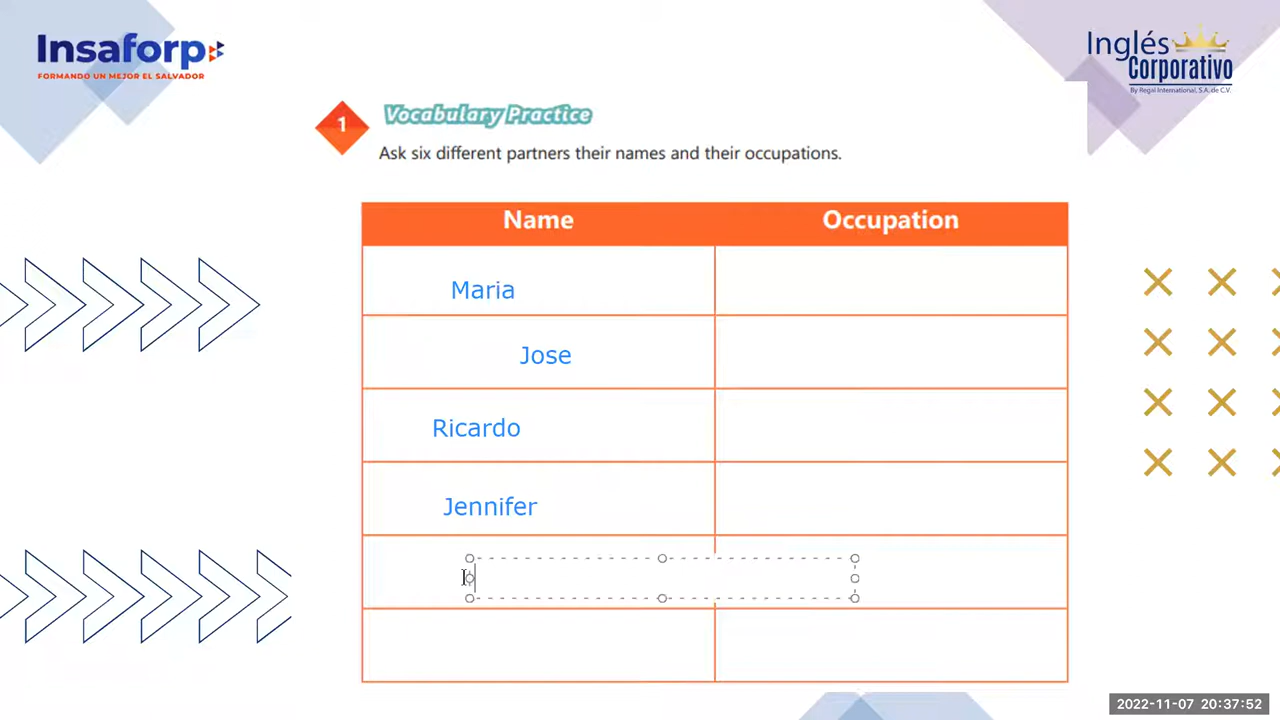 Insaforp
FORMANDO UN MEJOR EL SALVADOR
Inglés
Corporativo
By Regal International, S.A. de C.V.
1
Vocabulary Practice
Ask six different partners their names and their occupations.
Name Occupation
Maria
Jose
Ricardo
Jennifer
2022-11-07 20:37:52